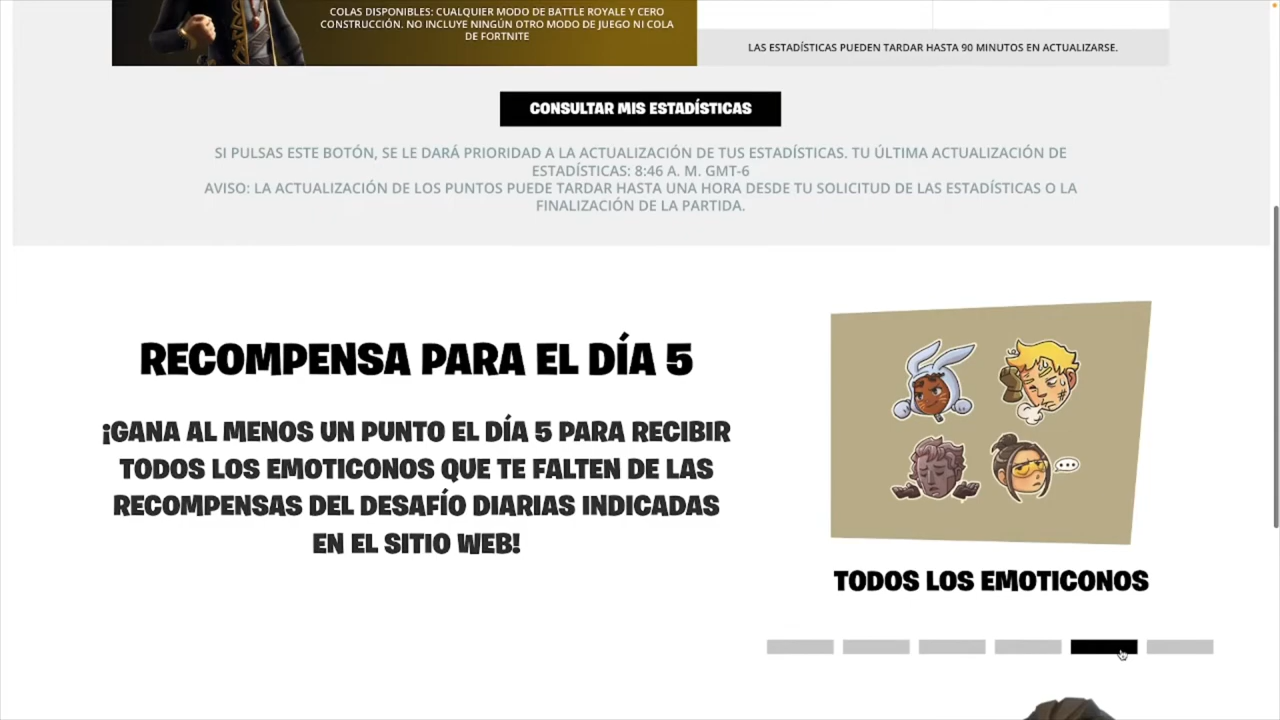 COLAS DISPONIBLES: CUALQUIER MODO DE BATTLE ROYALE Y CERO
CONSTRUCCIÓN. NO INCLUYE NINGÚN OTRO MODO DE JUEGO NI COLA
DE FORTNITE
LAS ESTADÍSTICAS PUEDEN TARDAR HASTA 90 MINUTOS EN ACTUALIZARSE.
CONSULTAR MIS ESTADÍSTICAS
SI PULSAS ESTE BOTÓN, SE LE DARÁ PRIORIDAD A LA ACTUALIZACIÓN DE TUS ESTADÍSTICAS. TU ÚLTIMA ACTUALIZACIÓN DE
ESTADÍSTICAS: 8:46 A. M. GMT-6
AVISO: LA ACTUALIZACIÓN DE LOS PUNTOS PUEDE TARDAR HASTA UNA HORA DESDE TU SOLICITUD DE LAS ESTADÍSTICAS O LA
FINALIZACIÓN DE LA PARTIDA.
RECOMPENSA PARA EL DÍA 5
¡GANA AL MENOS UN PUNTO EL DÍA 5 PARA RECIBIR
TODOS LOS EMOTICONOS QUE TE FALTEN DE LAS
RECOMPENSAS DEL DESAFÍO DIARIAS INDICADAS
EN EL SITIO WEB!
TODOS LOS EMOTICONOS